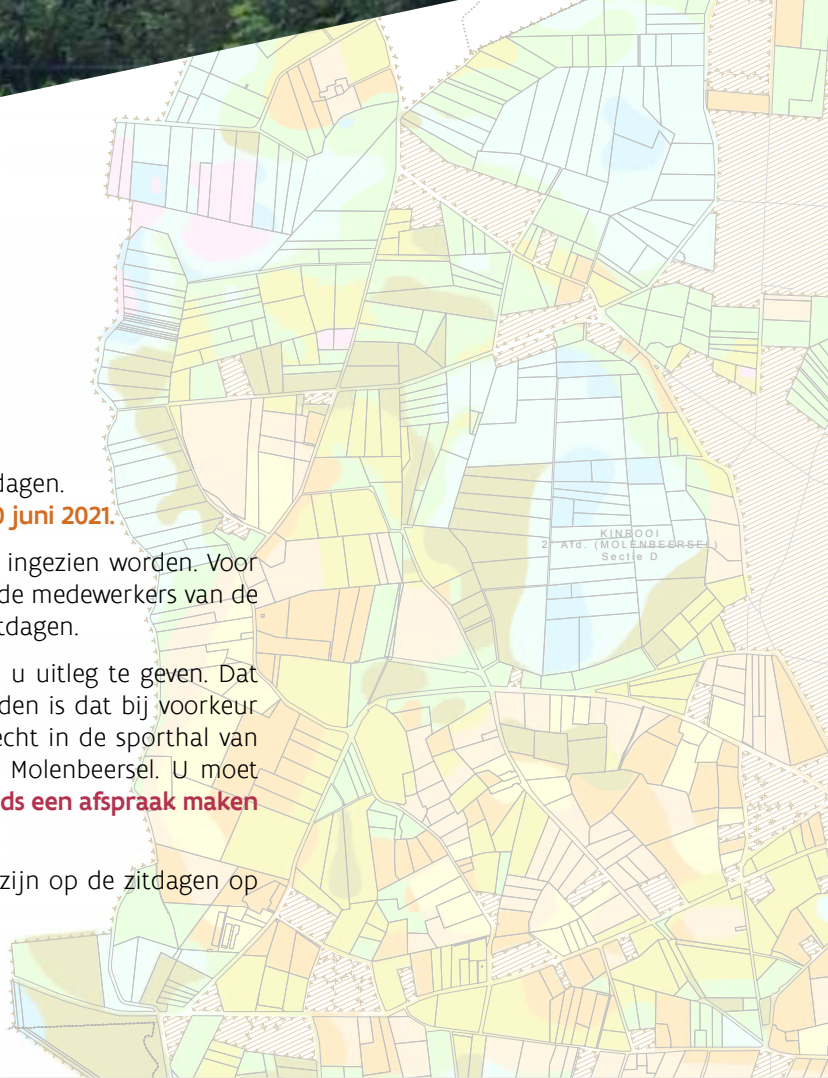 dagen.
0 juni 2021.
ingezien worden. Voor
de medewerkers van de
tdagen.
u uitleg te geven. Dat
den is dat bij voorkeur
echt in de sporthal van
Molenbeersel. U moet
ds een afspraak maken
zijn op de zitdagen op
KINROOI
2° Afd. (MOLENBEERSEL)
Sectie D